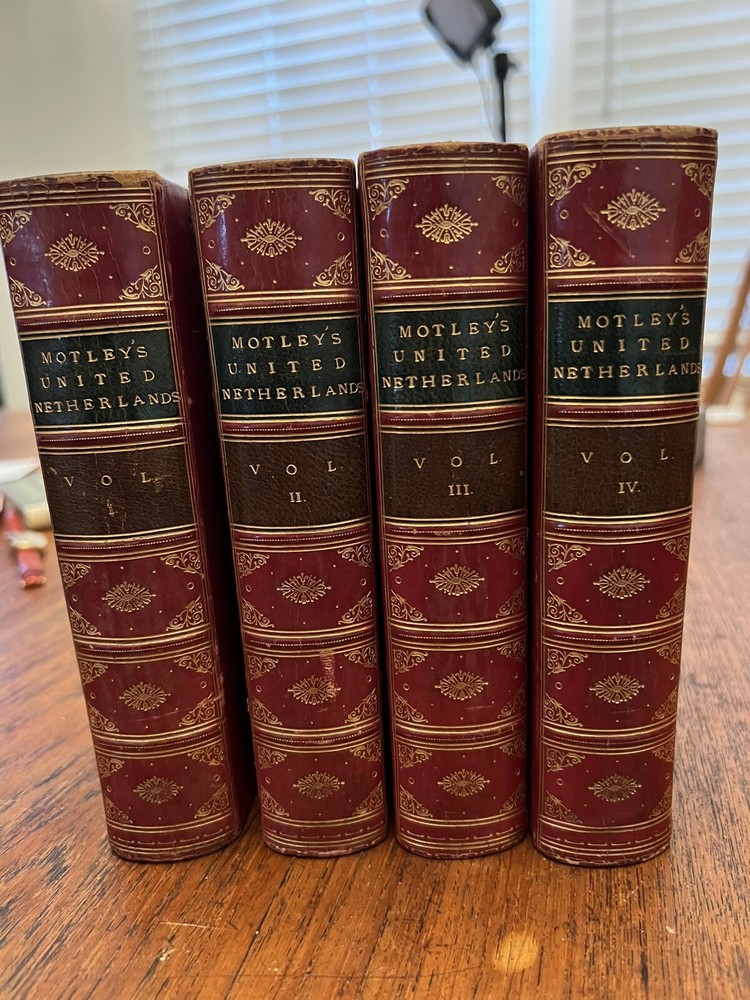 MOTLEY'S
UNITED
NETHERLANDS
VOL
I
MOTLEY'S
UNITED
NETHERLANDS
VOL.
II.
MOTLEY'S
UNITED
NETHERLANDS
VOL.
III.
MOTLEY'S
UNITED
NETHERLANDS
VOL.
IV.